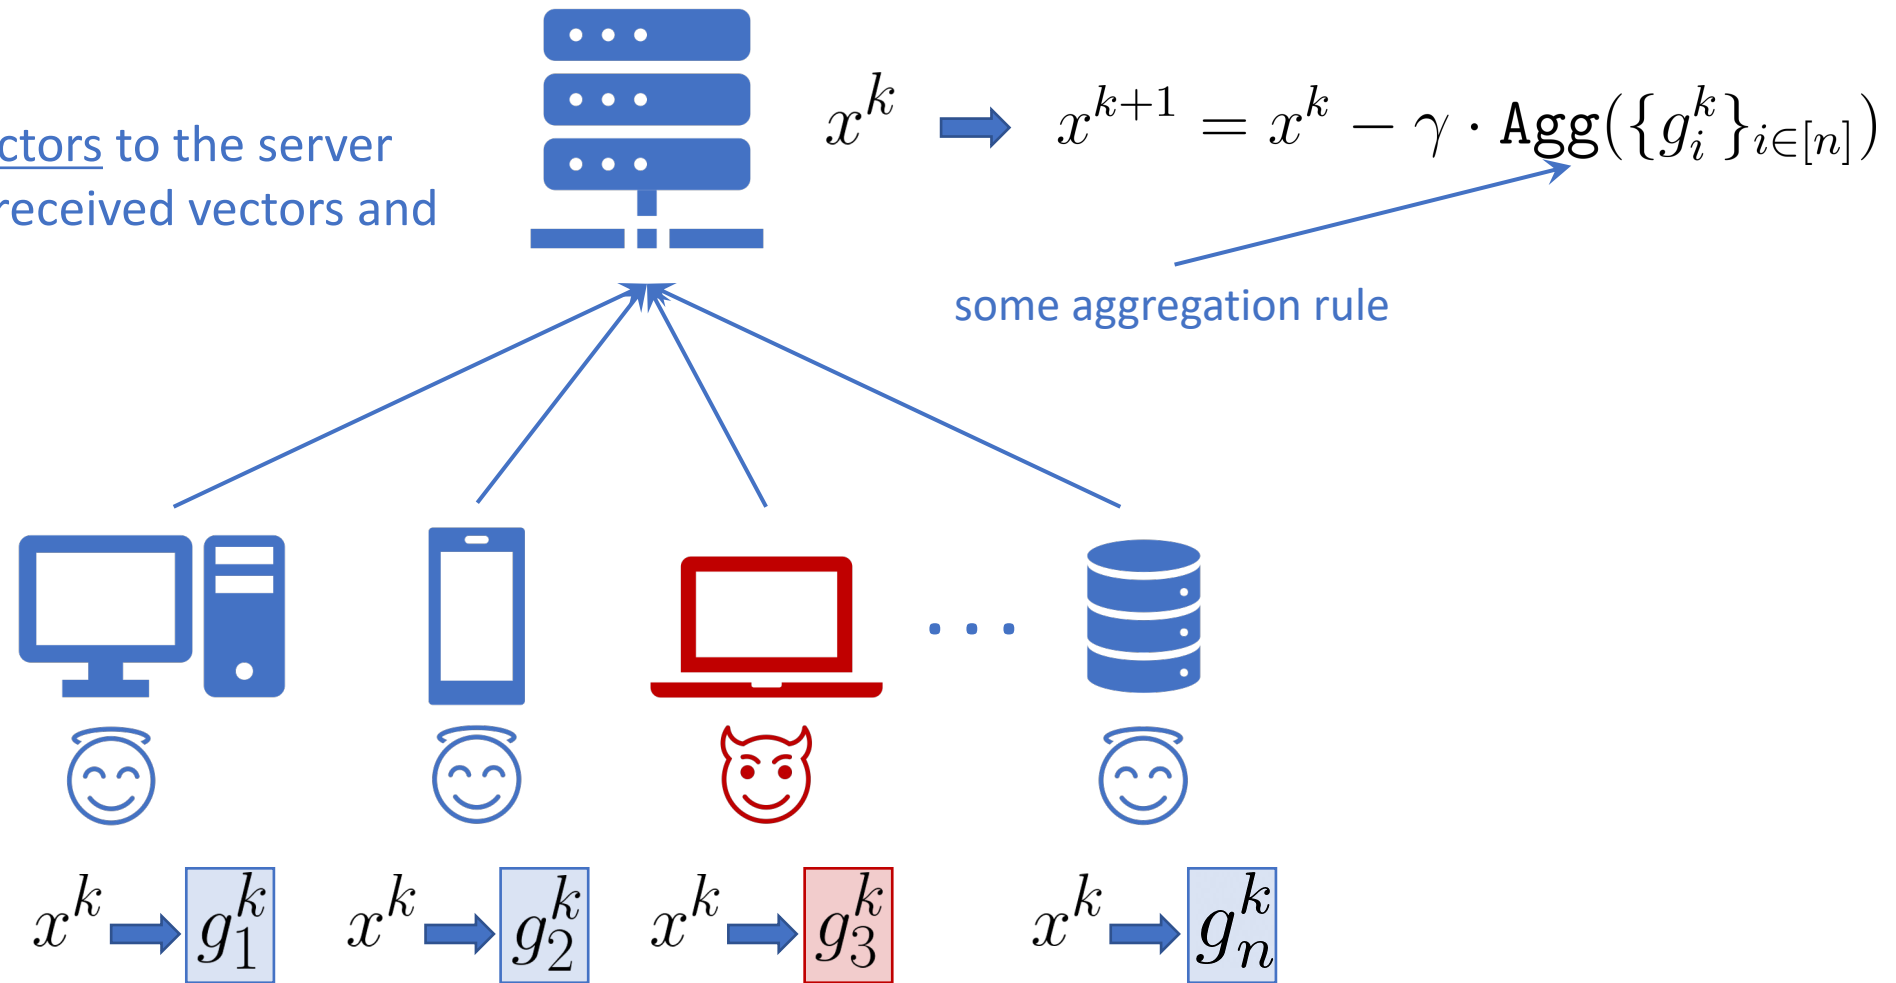 ctors to the server
received vectors and
x^k → x^{k+1} = x^k − γ · Agg({g_i^k}_{i∈[n]})
some aggregation rule
. . .
x^k → g_1^k x^k → g_2^k x^k → g_3^k x^k → g_n^k